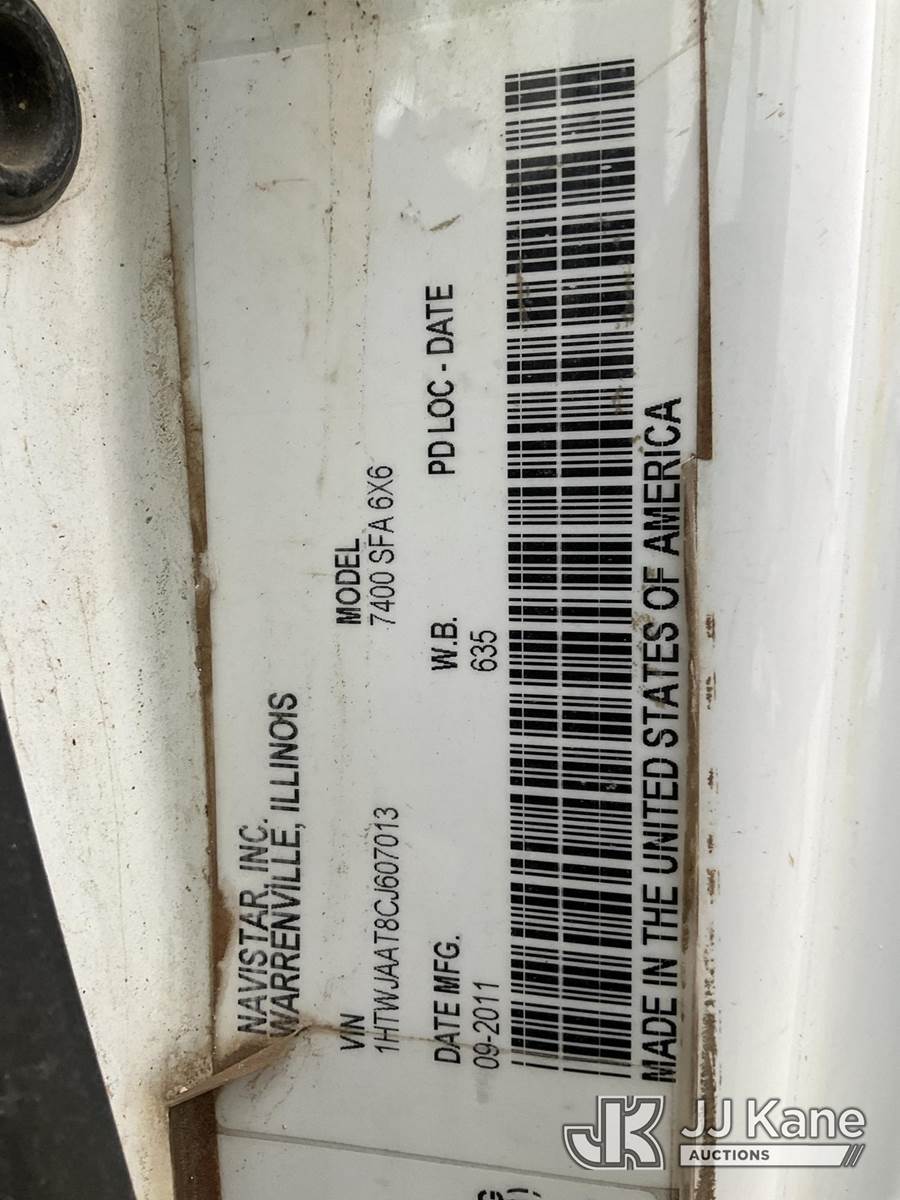 NAVISTAR, INC.
WARRENVILLE, ILLINOIS
VIN
1HTWJAAT8CJ607013
MODEL
7400 SFA 6X6
DATE MFG.
09-2011
W.B.
635
PD LOC - DATE
MADE IN THE UNITED STATES OF AMERICA
JK JJ Kane
AUCTIONS